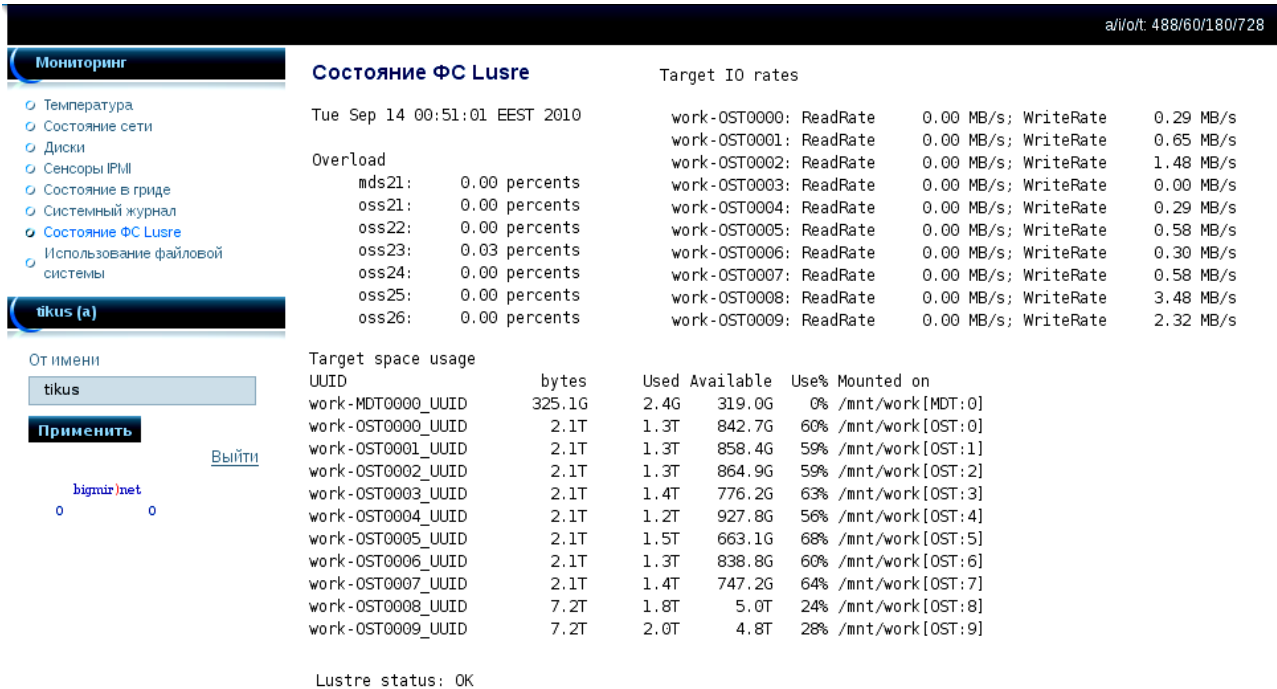 a/i/o/t: 488/60/180/728
Мониторинг
Температура
Состояние сети
Диски
Сенсоры IPMI
Состояние в гриде
Системный журнал
Состояние ФС Lusre
Использование файловой
системы
tikus (a)
От имени
tikus
Применить
Выйти
bigmir)net
0 0
Состояние ФС Lusre
Tue Sep 14 00:51:01 EEST 2010
Overload
mds21: 0.00 percents
oss21: 0.00 percents
oss22: 0.00 percents
oss23: 0.03 percents
oss24: 0.00 percents
oss25: 0.00 percents
oss26: 0.00 percents
Target IO rates
work-OST0000: ReadRate 0.00 MB/s; WriteRate 0.29 MB/s
work-OST0001: ReadRate 0.00 MB/s; WriteRate 0.65 MB/s
work-OST0002: ReadRate 0.00 MB/s; WriteRate 1.48 MB/s
work-OST0003: ReadRate 0.00 MB/s; WriteRate 0.00 MB/s
work-OST0004: ReadRate 0.00 MB/s; WriteRate 0.29 MB/s
work-OST0005: ReadRate 0.00 MB/s; WriteRate 0.58 MB/s
work-OST0006: ReadRate 0.00 MB/s; WriteRate 0.30 MB/s
work-OST0007: ReadRate 0.00 MB/s; WriteRate 0.58 MB/s
work-OST0008: ReadRate 0.00 MB/s; WriteRate 3.48 MB/s
work-OST0009: ReadRate 0.00 MB/s; WriteRate 2.32 MB/s
Target space usage
UUID bytes Used Available Use% Mounted on
work-MDT0000_UUID 325.1G 2.4G 319.0G 0% /mnt/work[MDT:0]
work-OST0000_UUID 2.1T 1.3T 842.7G 60% /mnt/work[OST:0]
work-OST0001_UUID 2.1T 1.3T 858.4G 59% /mnt/work[OST:1]
work-OST0002_UUID 2.1T 1.3T 864.9G 59% /mnt/work[OST:2]
work-OST0003_UUID 2.1T 1.4T 776.2G 63% /mnt/work[OST:3]
work-OST0004_UUID 2.1T 1.2T 927.8G 56% /mnt/work[OST:4]
work-OST0005_UUID 2.1T 1.5T 663.1G 68% /mnt/work[OST:5]
work-OST0006_UUID 2.1T 1.3T 838.8G 60% /mnt/work[OST:6]
work-OST0007_UUID 2.1T 1.4T 747.2G 64% /mnt/work[OST:7]
work-OST0008_UUID 7.2T 1.8T 5.0T 24% /mnt/work[OST:8]
work-OST0009_UUID 7.2T 2.0T 4.8T 28% /mnt/work[OST:9]
Lustre status: OK